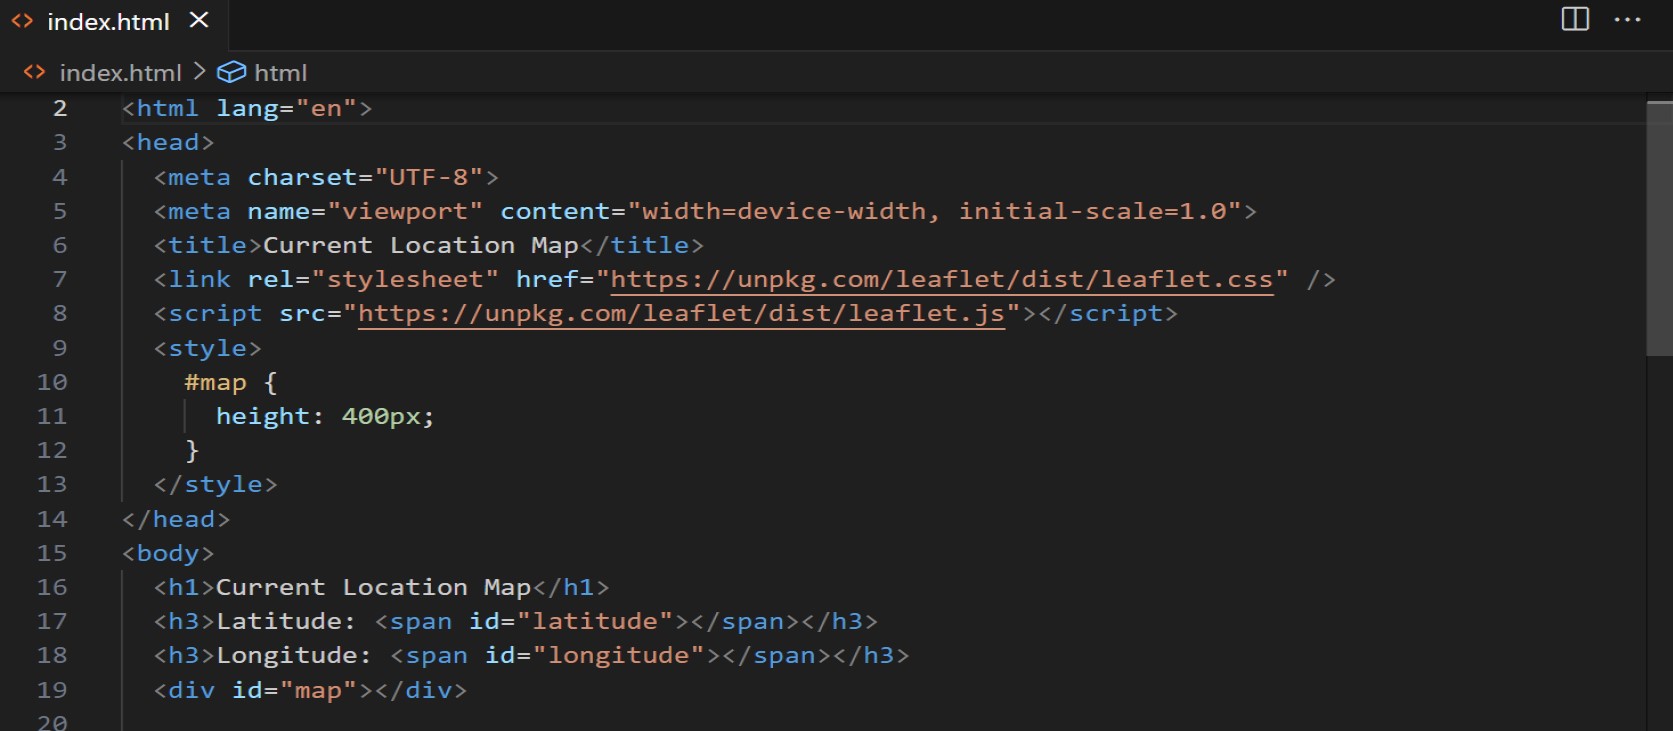 index.html
index.html > html
2 <html lang="en">
3 <head>
4 <meta charset="UTF-8">
5 <meta name="viewport" content="width=device-width, initial-scale=1.0">
6 <title>Current Location Map</title>
7 <link rel="stylesheet" href="https://unpkg.com/leaflet/dist/leaflet.css" />
8 <script src="https://unpkg.com/leaflet/dist/leaflet.js"></script>
9 <style>
10 #map {
11 height: 400px;
12 }
13 </style>
14 </head>
15 <body>
16 <h1>Current Location Map</h1>
17 <h3>Latitude: <span id="latitude"></span></h3>
18 <h3>Longitude: <span id="longitude"></span></h3>
19 <div id="map"></div>
20